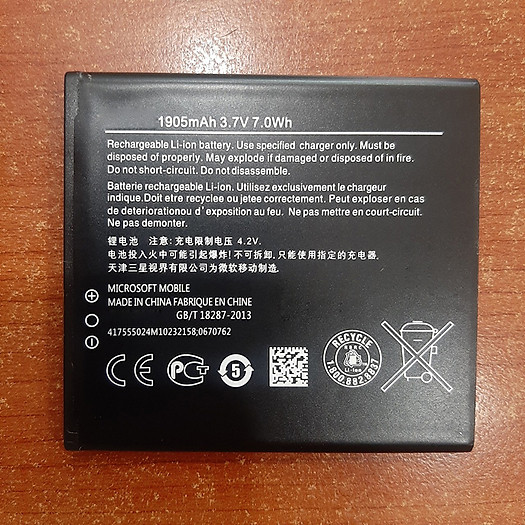 1905mAh 3.7V 7.0Wh
Rechargeable Li-ion battery. Use specified charger only. Must be
disposed of properly. May explode if damaged or disposed of in fire.
Do not short-circuit. Do not disassemble.
Batterie rechargeable Li-ion. Utilisez exclusivement le chargeur
indique.Doit etre recyclee ou jetee correctement. Peut exploser en cas
de deteriorationou d'exposition au feu. Ne pas mettre en court-circuit.
Ne pas demonter.
锂电池 注意:充电限制电压 4.2V.
电池投入火中可能引起爆炸!不可拆卸.只能使用指定的充电器.
天津三星视界有限公司为微软移动制造.
MICROSOFT MOBILE
MADE IN CHINA FABRIQUE EN CHINE
GB/T 18287-2013
417555024M10232158;0670762
CE
PCT
5
RECYCLE
Li-ion
1.800.882.8837